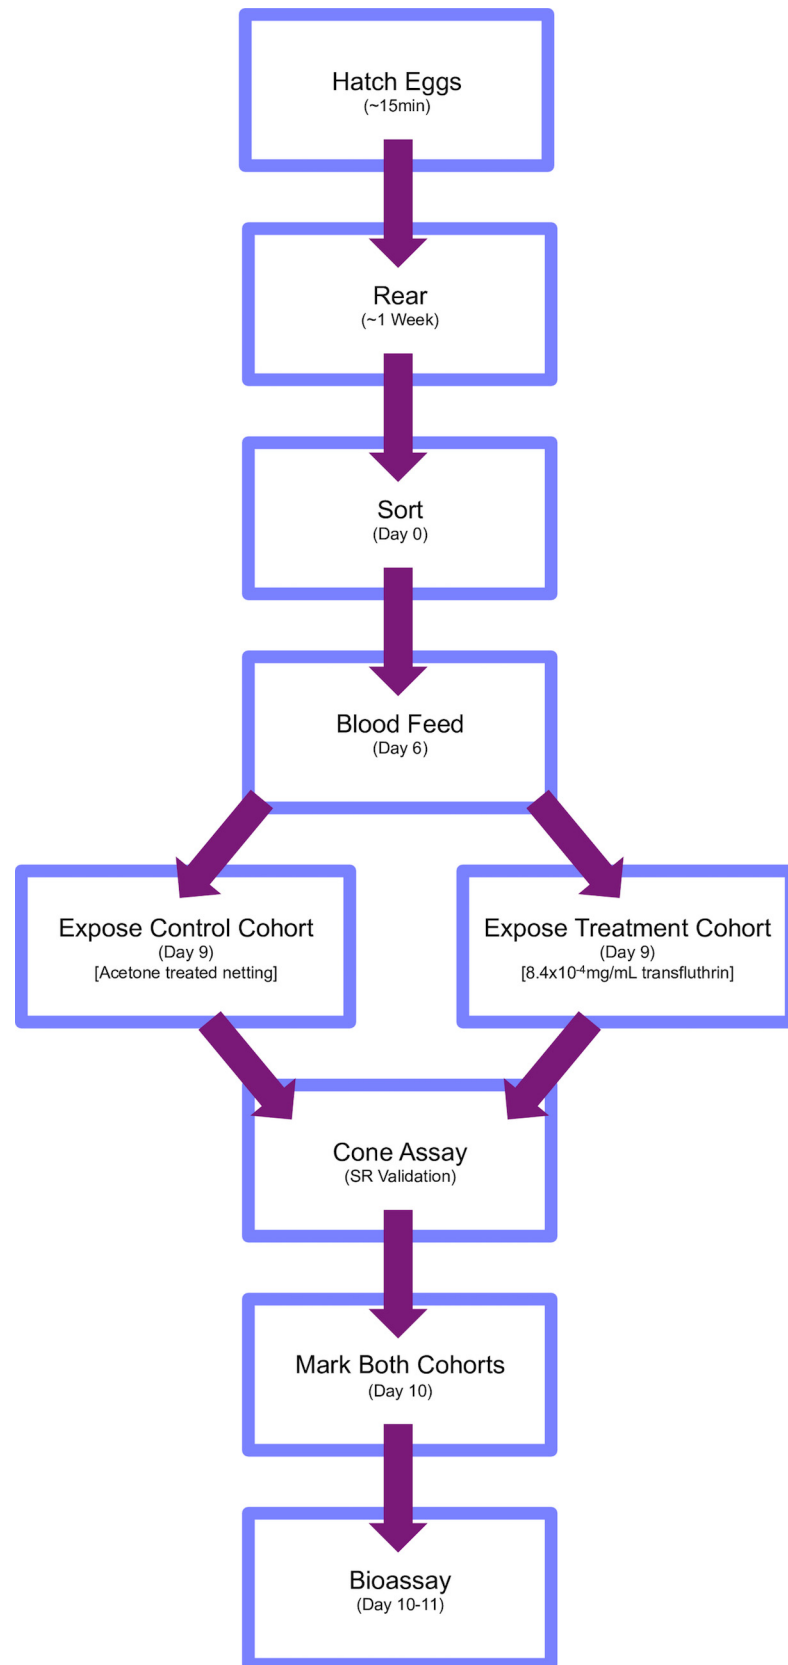 Hatch Eggs
(~15min)
Rear
(~1 Week)
Sort
(Day 0)
Blood Feed
(Day 6)
Expose Control Cohort
(Day 9)
[Acetone treated netting]
Expose Treatment Cohort
(Day 9)
[8.4x10⁻⁴mg/mL transfluthrin]
Cone Assay
(SR Validation)
Mark Both Cohorts
(Day 10)
Bioassay
(Day 10-11)